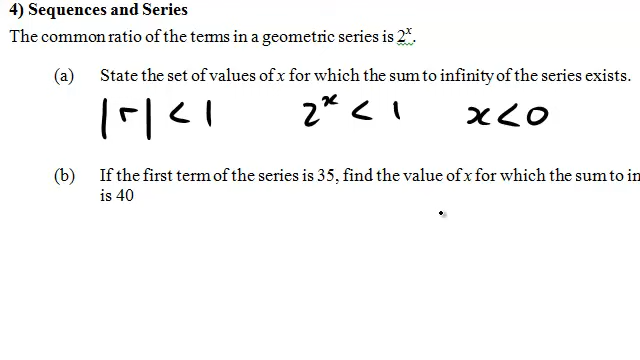 4) Sequences and Series
The common ratio of the terms in a geometric series is 2ˣ.
(a) State the set of values of x for which the sum to infinity of the series exists.
|r| < 1 2ˣ < 1 x < 0
(b) If the first term of the series is 35, find the value of x for which the sum to in
is 40